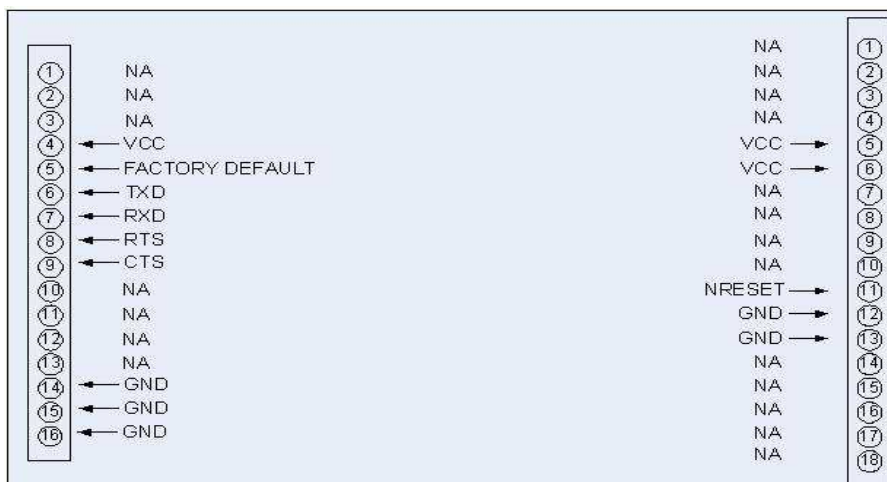 1 NA
2 NA
3 NA
4 VCC
5 FACTORY DEFAULT
6 TXD
7 RXD
8 RTS
9 CTS
10 NA
11 NA
12 NA
13 NA
14 GND
15 GND
16 GND
NA 1
NA 2
NA 3
NA 4
VCC 5
VCC 6
NA 7
NA 8
NA 9
NA 10
NRESET 11
GND 12
GND 13
NA 14
NA 15
NA 16
NA 17
NA 18